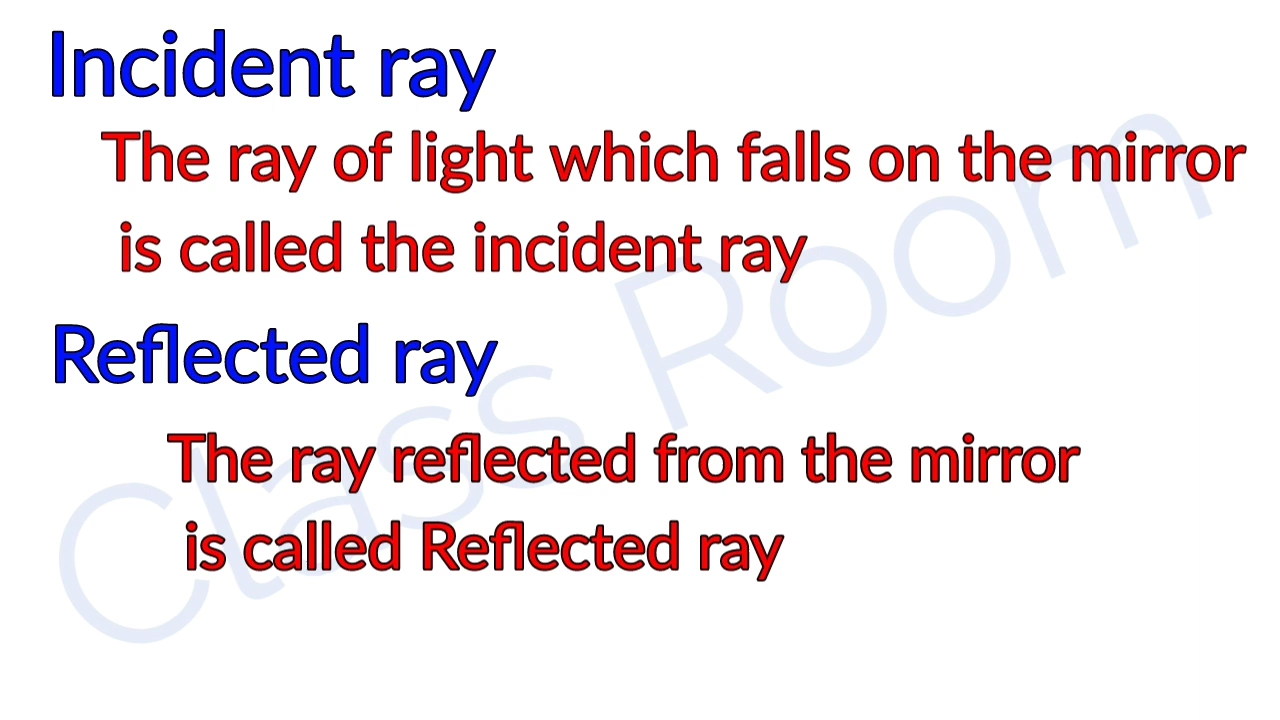 Incident ray
The ray of light which falls on the mirror
is called the incident ray
Reflected ray
The ray reflected from the mirror
is called Reflected ray
Class Room